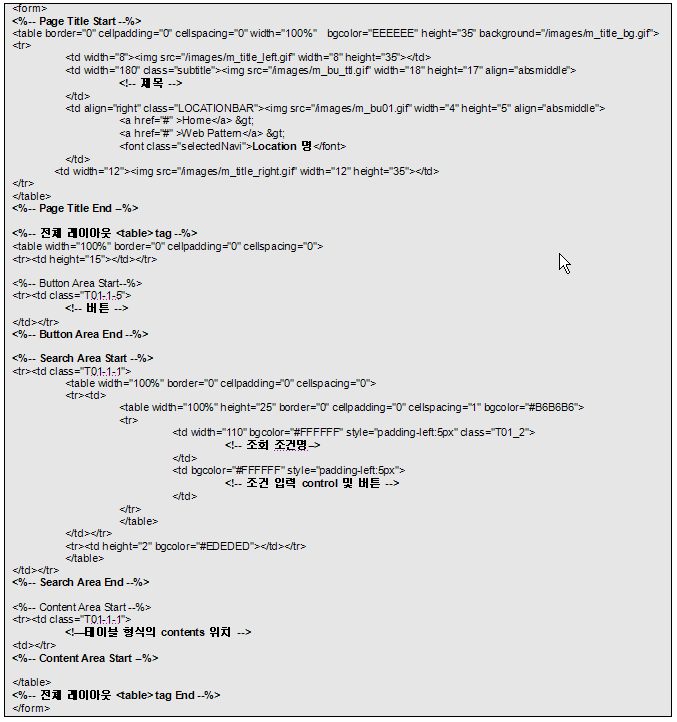 <form>
<%-- Page Title Start --%>
<table border="0" cellpadding="0" cellspacing="0" width="100%" bgcolor="EEEEEE" height="35" background="/images/m_title_bg.gif">
<tr>
<td width="8"><img src="/images/m_title_left.gif" width="8" height="35"></td>
<td width="180" class="subtitle"><img src="/images/m_bu_ttl.gif" width="18" height="17" align="absmiddle">
<!-- 제목 -->
</td>
<td align="right" class="LOCATIONBAR"><img src="/images/m_bu01.gif" width="4" height="5" align="absmiddle">
<a href="#" >Home</a> &gt;
<a href="#" >Web Pattern</a> &gt;
<font class="selectedNavi">Location 명</font>
</td>
<td width="12"><img src="/images/m_title_right.gif" width="12" height="35"></td>
</tr>
</table>
<%-- Page Title End --%>
<%-- 전체 레이아웃 <table> tag --%>
<table width="100%" border="0" cellpadding="0" cellspacing="0">
<tr><td height="15"></td></tr>
<%-- Button Area Start--%>
<tr><td class="T01-1-5">
<!-- 버튼 -->
</td></tr>
<%-- Button Area End --%>
<%-- Search Area Start --%>
<tr><td class="T01-1-1">
<table width="100%" border="0" cellpadding="0" cellspacing="0">
<tr><td>
<table width="100%" height="25" border="0" cellpadding="0" cellspacing="1" bgcolor="#B6B6B6">
<tr>
<td width="110" bgcolor="#FFFFFF" style="padding-left:5px" class="T01_2">
<!-- 조회 조건명-->
</td>
<td bgcolor="#FFFFFF" style="padding-left:5px">
<!-- 조건 입력 control 및 버튼 -->
</td>
</tr>
</table>
</td></tr>
<tr><td height="2" bgcolor="#EDEDED"></td></tr>
</table>
</td></tr>
<%-- Search Area End --%>
<%-- Content Area Start --%>
<tr><td class="T01-1-1">
<!—테이블 형식의 contents 위치 -->
<td></tr>
<%-- Content Area Start --%>
</table>
<%-- 전체 레이아웃 <table> tag End --%>
</form>